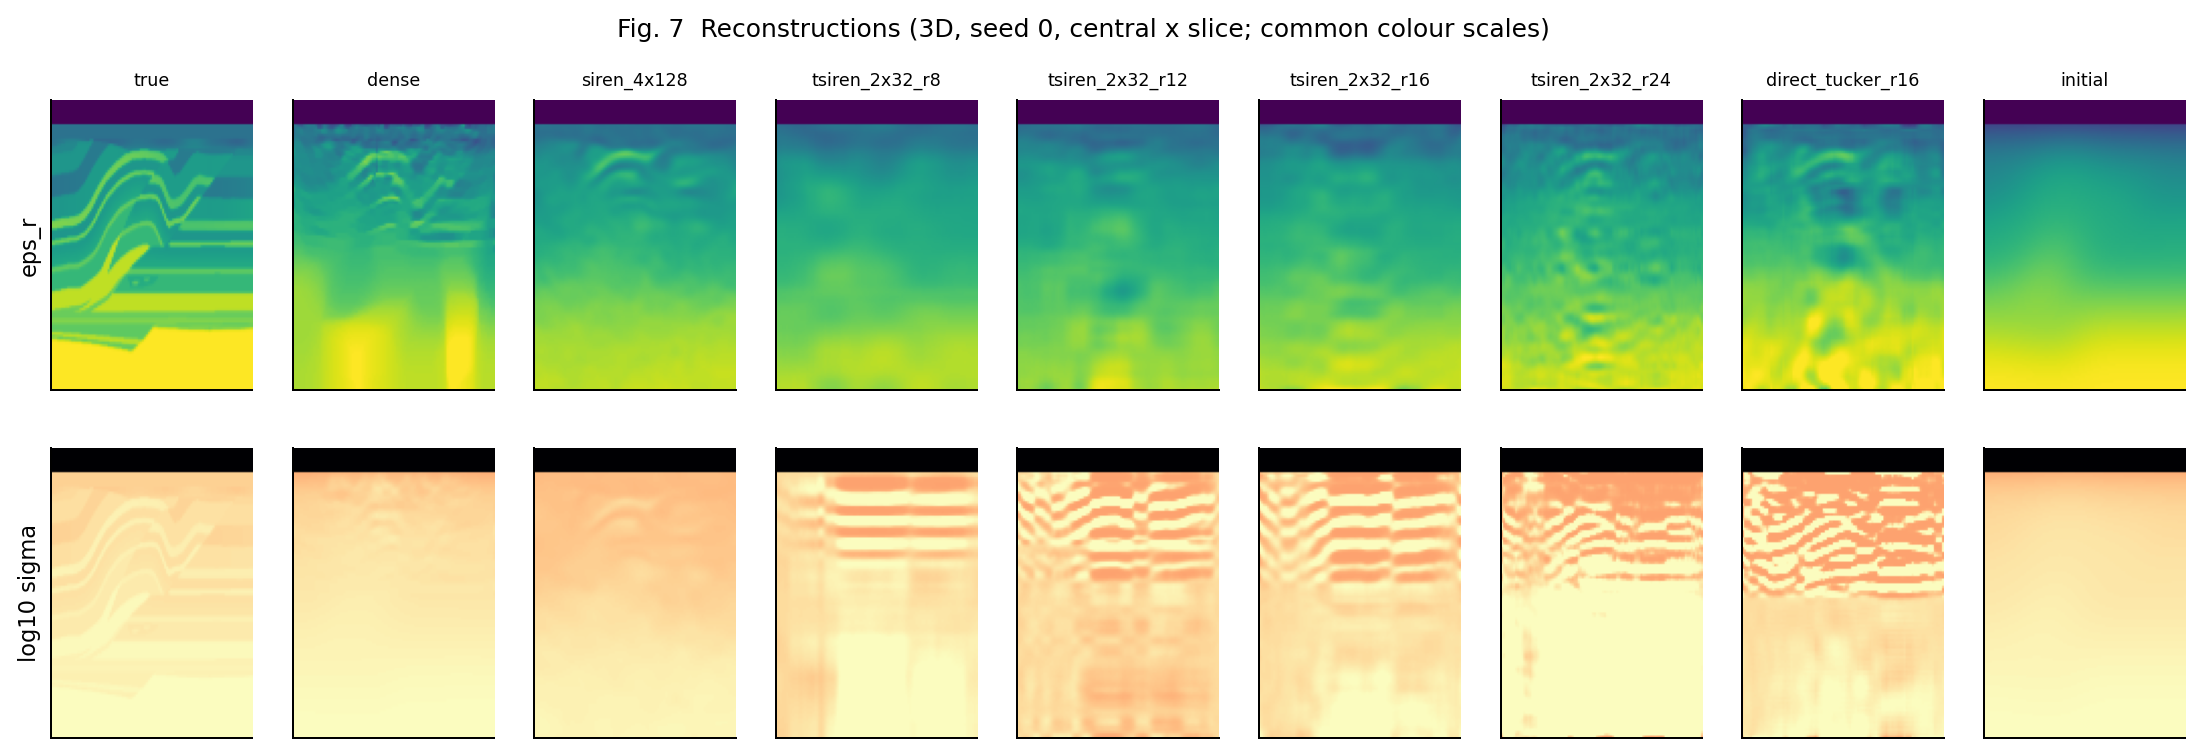 Fig. 7  Reconstructions (3D, seed 0, central x slice; common colour scales)
true
dense
siren_4x128
tsiren_2x32_r8
tsiren_2x32_r12
tsiren_2x32_r16
tsiren_2x32_r24
direct_tucker_r16
initial
eps_r
log10 sigma